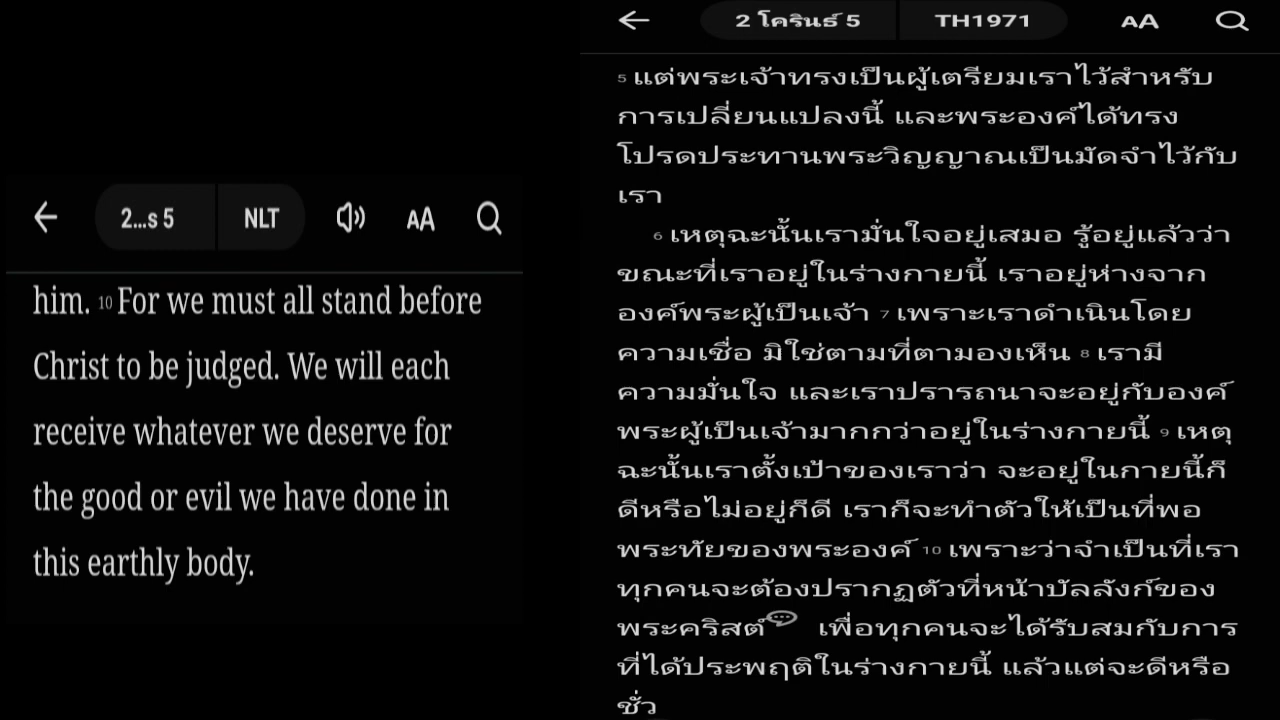 2...s 5 NLT AA
him. 10 For we must all stand before
Christ to be judged. We will each
receive whatever we deserve for
the good or evil we have done in
this earthly body.
2 โครินธ์ 5 TH1971 AA
5 แต่พระเจ้าทรงเป็นผู้เตรียมเราไว้สำหรับ
การเปลี่ยนแปลงนี้ และพระองค์ได้ทรง
โปรดประทานพระวิญญาณเป็นมัดจำไว้กับ
เรา
6 เหตุฉะนั้นเรามั่นใจอยู่เสมอ รู้อยู่แล้วว่า
ขณะที่เราอยู่ในร่างกายนี้ เราอยู่ห่างจาก
องค์พระผู้เป็นเจ้า 7 เพราะเราดำเนินโดย
ความเชื่อ มิใช่ตามที่ตามองเห็น 8 เรามี
ความมั่นใจ และเราปรารถนาจะอยู่กับองค์
พระผู้เป็นเจ้ามากกว่าอยู่ในร่างกายนี้ 9 เหตุ
ฉะนั้นเราตั้งเป้าของเราว่า จะอยู่ในกายนี้ก็
ดีหรือไม่อยู่ก็ดี เราก็จะทำตัวให้เป็นที่พอ
พระทัยของพระองค์ 10 เพราะว่าจำเป็นที่เรา
ทุกคนจะต้องปรากฏตัวที่หน้าบัลลังก์ของ
พระคริสต์ เพื่อทุกคนจะได้รับสมกับการ
ที่ได้ประพฤติในร่างกายนี้ แล้วแต่จะดีหรือ
ชั่ว